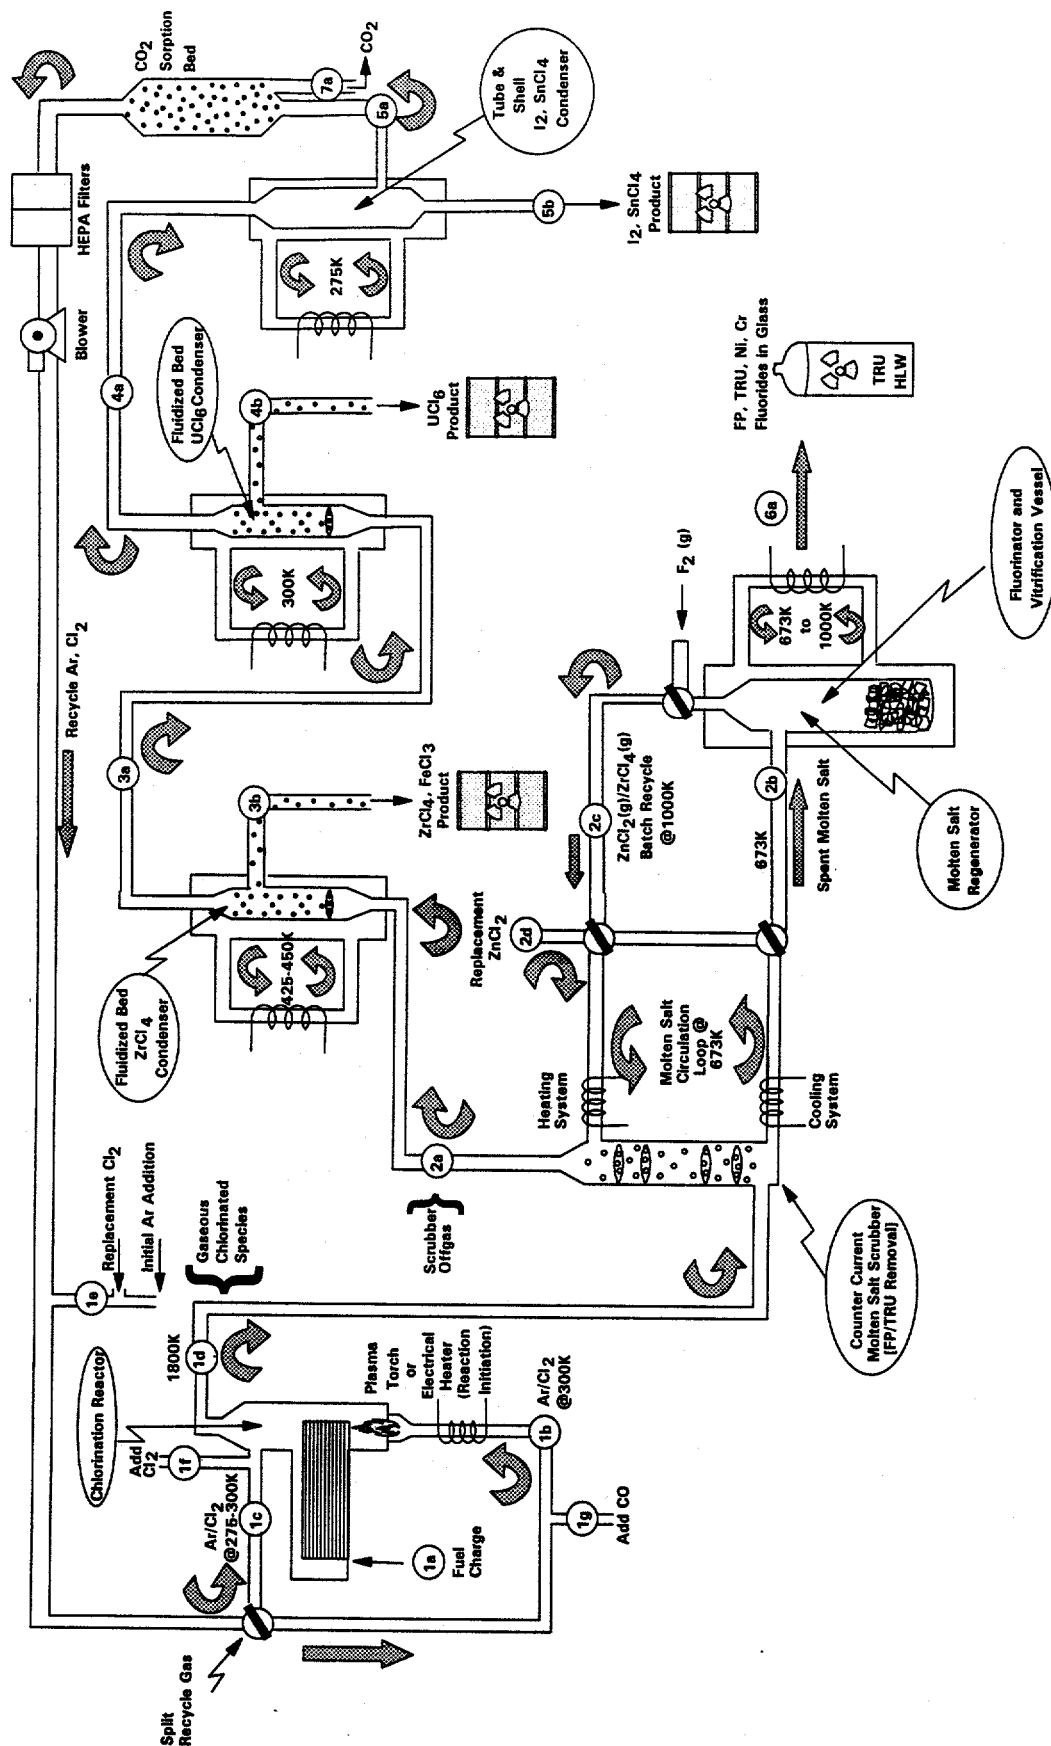 Split
Recycle Gas
Ar/Cl2
@275-300K
1c
Add
Cl2
1f
Chlorination Reactor
1800K
1d
Gaseous
Chlorinated
Species
Replacement Cl2
Initial Ar Addition
1e
1a
Fuel
Charge
Plasma
Torch
or
Electrical
Heater
(Reaction
Initiation)
1b
Ar/Cl2
@300K
1g
Add CO
Recycle Ar, Cl2
Blower
HEPA Filters
CO2
Sorption
Bed
7a
CO2
5a
Scrubber
Offgas
2a
Fluidized Bed
ZrCl4
Condenser
425-450K
3b
ZrCl4, FeCl3
Product
3a
300K
Fluidized Bed
UCl6 Condenser
4b
UCl6
Product
4a
275K
Tube &
Shell
I2, SnCl4
Condenser
5b
I2, SnCl4
Product
Counter Current
Molten Salt Scrubber
[FP/TRU Removal]
Heating
System
Cooling
System
Molten Salt
Circulation
Loop @
673K
Replacement
ZnCl2
2d
2c
ZnCl2(g)/ZrCl4(g)
Batch Recycle
@1000K
673K
2b
Spent Molten Salt
Molten Salt
Regenerator
F2 (g)
673K
to
1000K
6a
Fluorinator and
Vitrification Vessel
FP, TRU, Ni, Cr
Fluorides in Glass
TRU
HLW